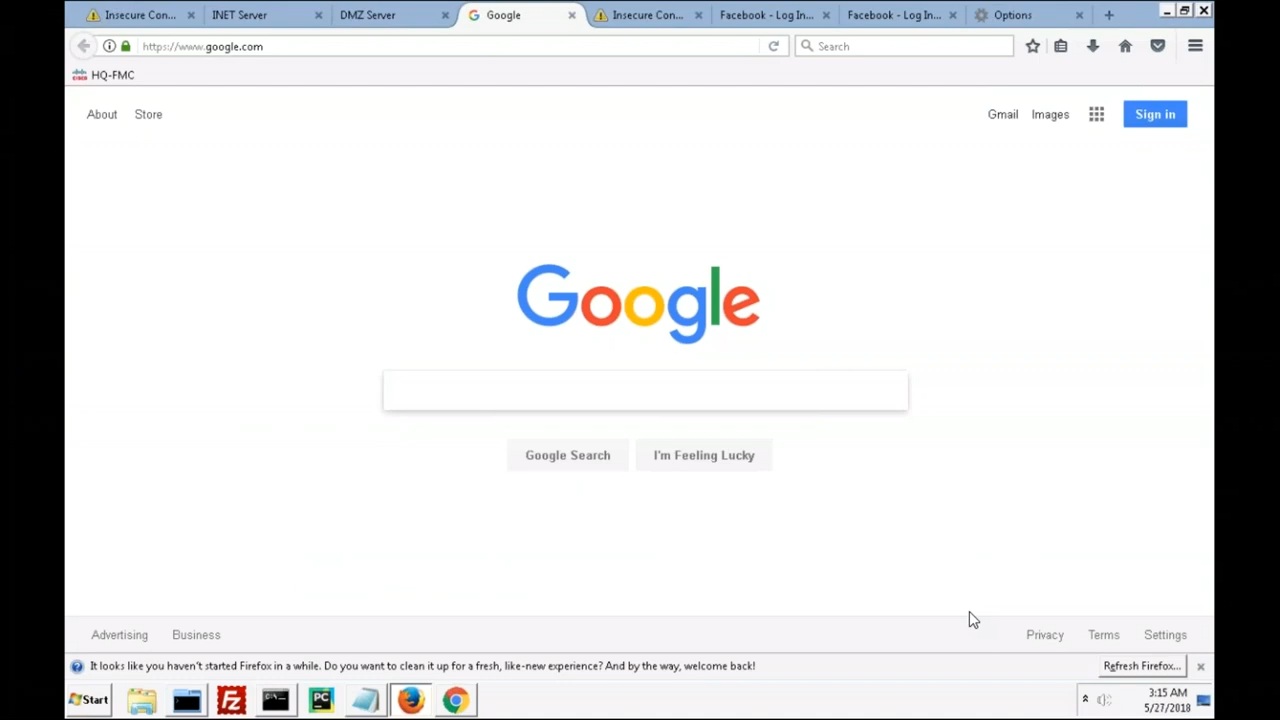 Insecure Con... INET Server DMZ Server Google Insecure Con... Facebook - Log In... Facebook - Log In... Options
https://www.google.com Search
HQ-FMC
About Store Gmail Images Sign in
Google
Google Search I'm Feeling Lucky
Advertising Business Privacy Terms Settings
It looks like you haven't started Firefox in a while. Do you want to clean it up for a fresh, like-new experience? And by the way, welcome back! Refresh Firefox...
Start FZ PC 3:15 AM
5/27/2018